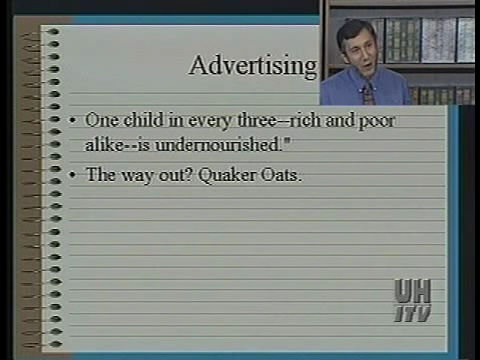 Advertising
• One child in every three--rich and poor
alike--is undernourished."
• The way out? Quaker Oats.
UH
ITV